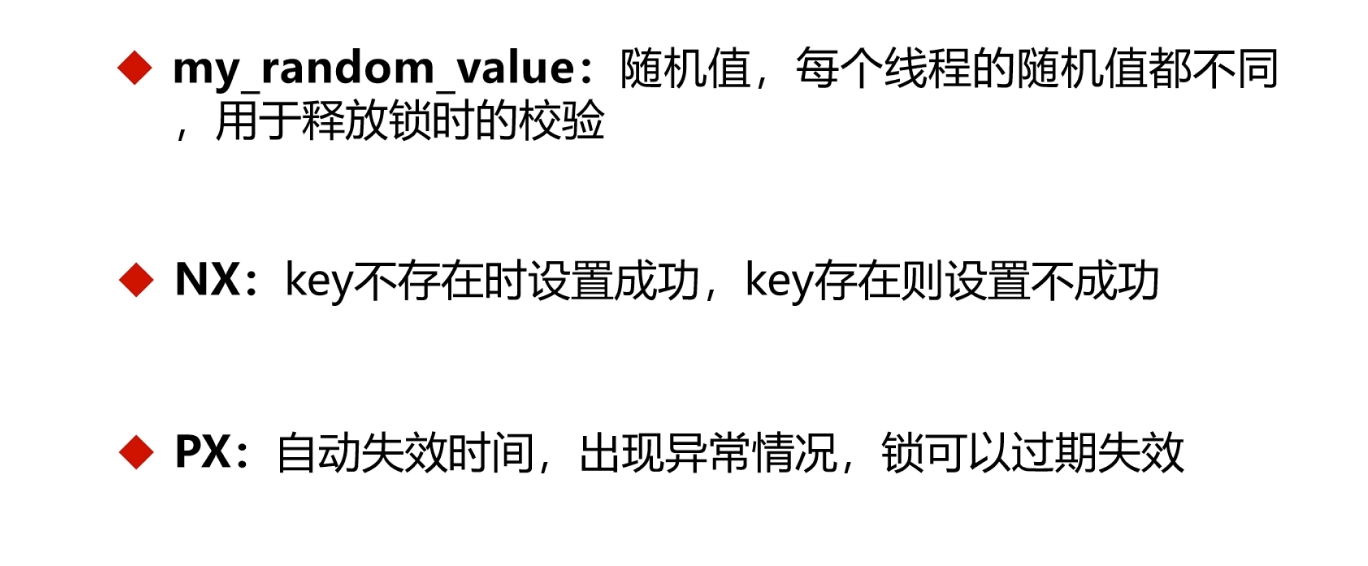 my_random_value：随机值，每个线程的随机值都不同
，用于释放锁时的校验
NX：key不存在时设置成功，key存在则设置不成功
PX：自动失效时间，出现异常情况，锁可以过期失效